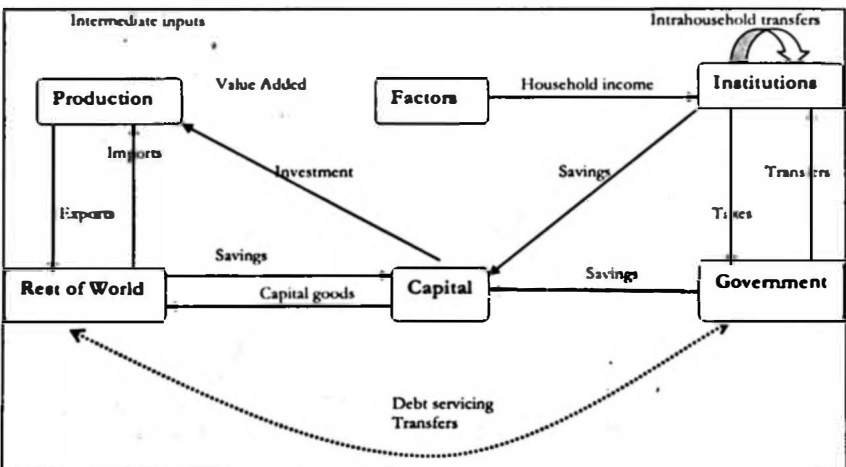 Intermediate inputs
Intrahousehold transfers
Production
Value Added
Factors
Household income
Institutions
Imports
Investment
Savings
Transfers
Exports
Taxes
Savings
Rest of World
Capital goods
Capital
Savings
Government
Debt servicing
Transfers